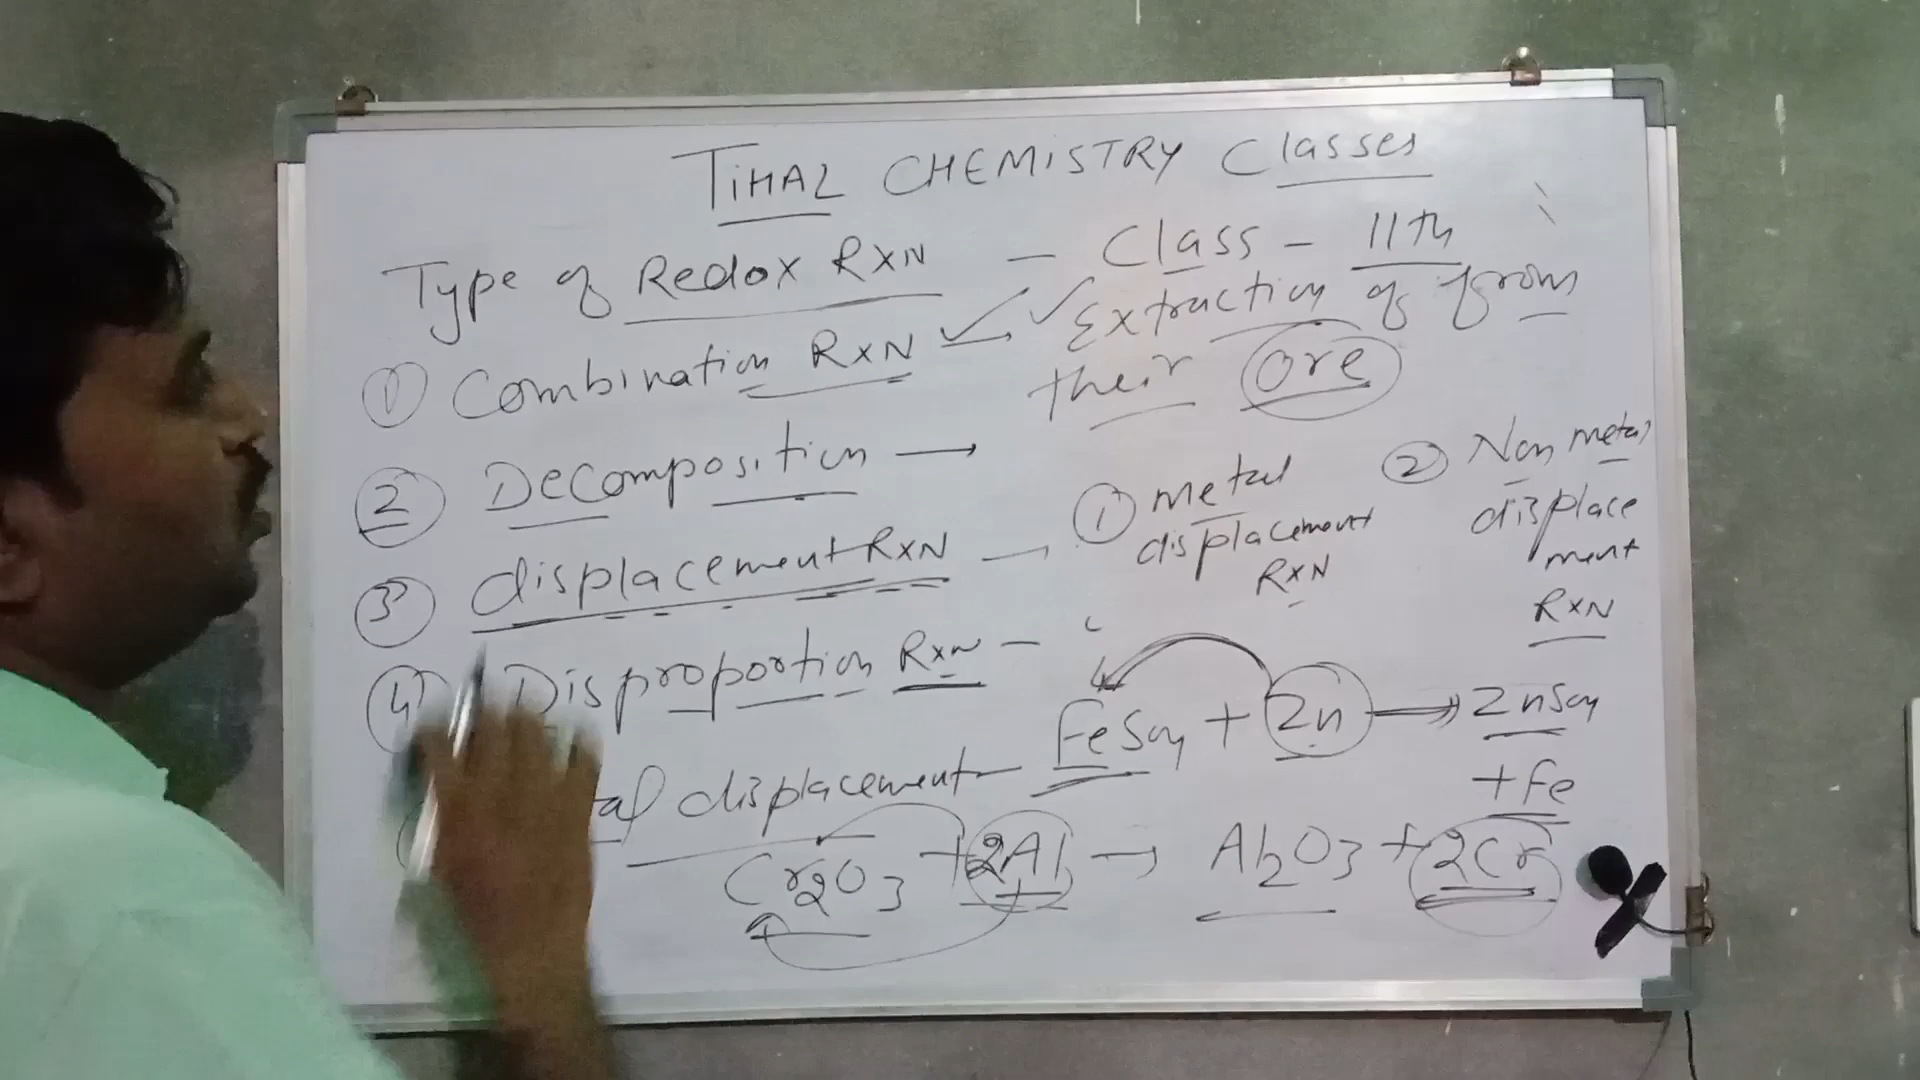 TIHAL CHEMISTRY Classes
Type of Redox RXN — Class - 11th
① Combination RXN ✓ ✓ Extraction of from
their ore
② Decomposition →
③ displacement RXN —
① metal
displacement
RXN
② Non metal
displace
ment
RXN
④ Disproportion Rxn —
al displacement — FeSO4 + Zn → ZnSO4
+ Fe
Cr2O3 + 2Al → Al2O3 + 2Cr